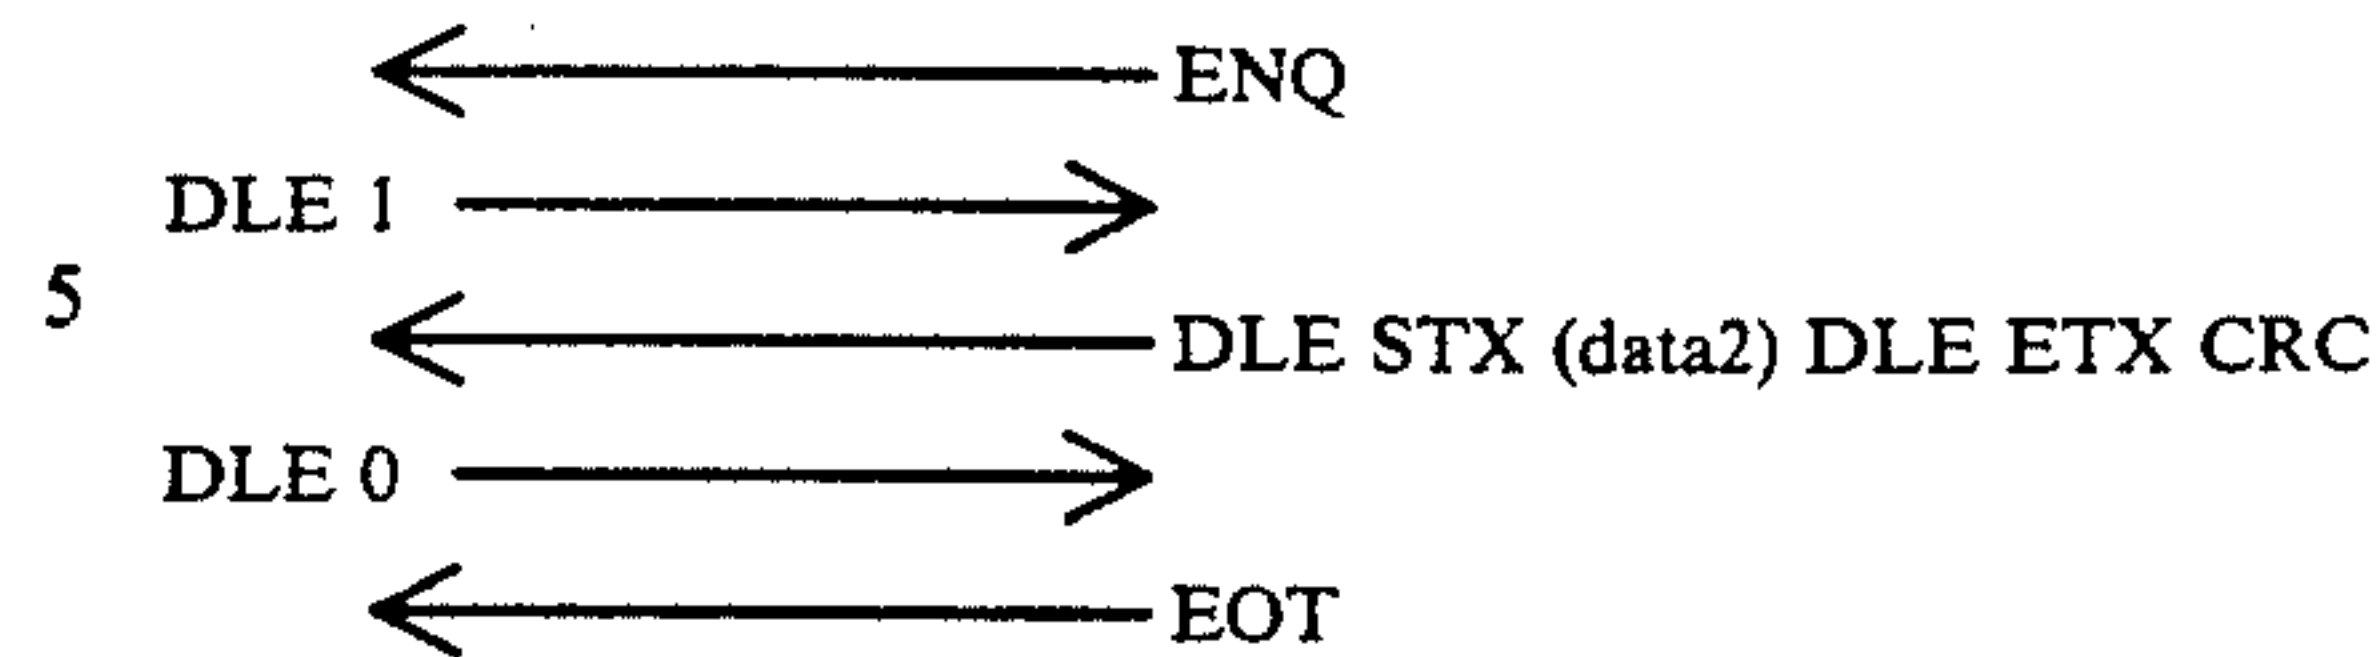 ENQ
DLE 1
5
DLE STX (data2) DLE ETX CRC
DLE 0
EOT